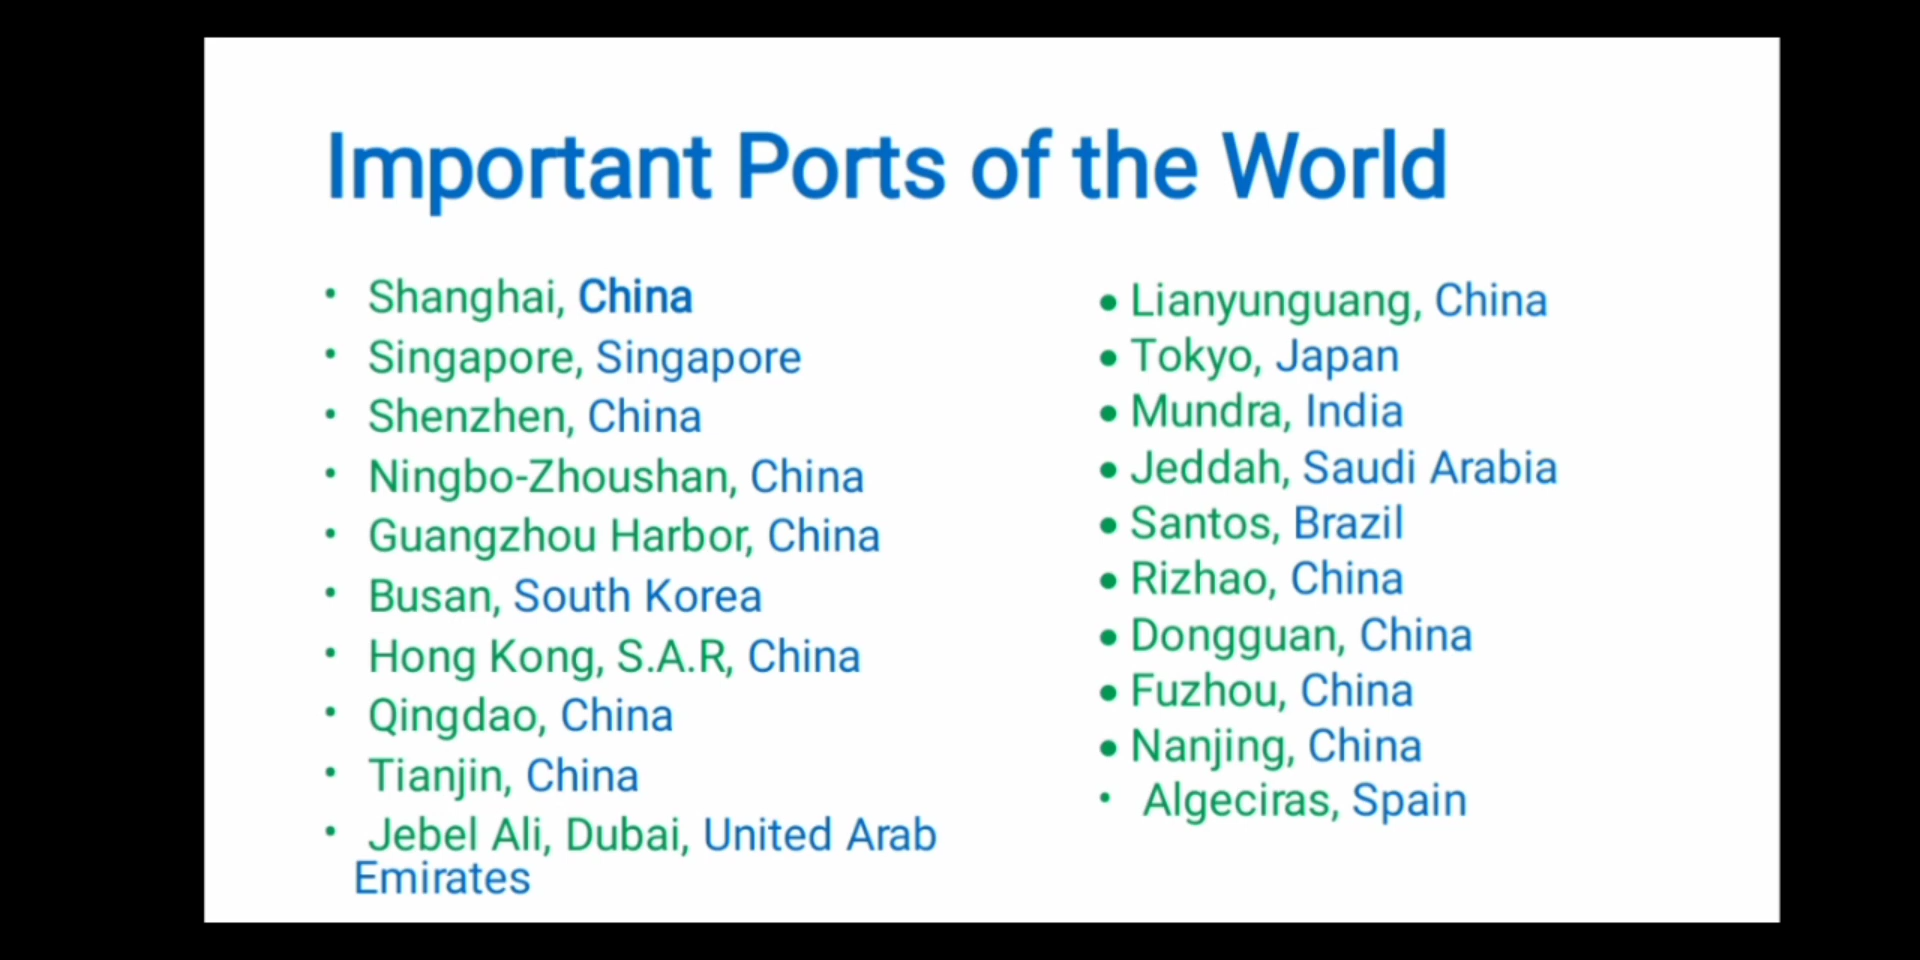 Important Ports of the World
• Shanghai, China
• Singapore, Singapore
• Shenzhen, China
• Ningbo-Zhoushan, China
• Guangzhou Harbor, China
• Busan, South Korea
• Hong Kong, S.A.R, China
• Qingdao, China
• Tianjin, China
• Jebel Ali, Dubai, United Arab
Emirates
• Lianyunguang, China
• Tokyo, Japan
• Mundra, India
• Jeddah, Saudi Arabia
• Santos, Brazil
• Rizhao, China
• Dongguan, China
• Fuzhou, China
• Nanjing, China
• Algeciras, Spain